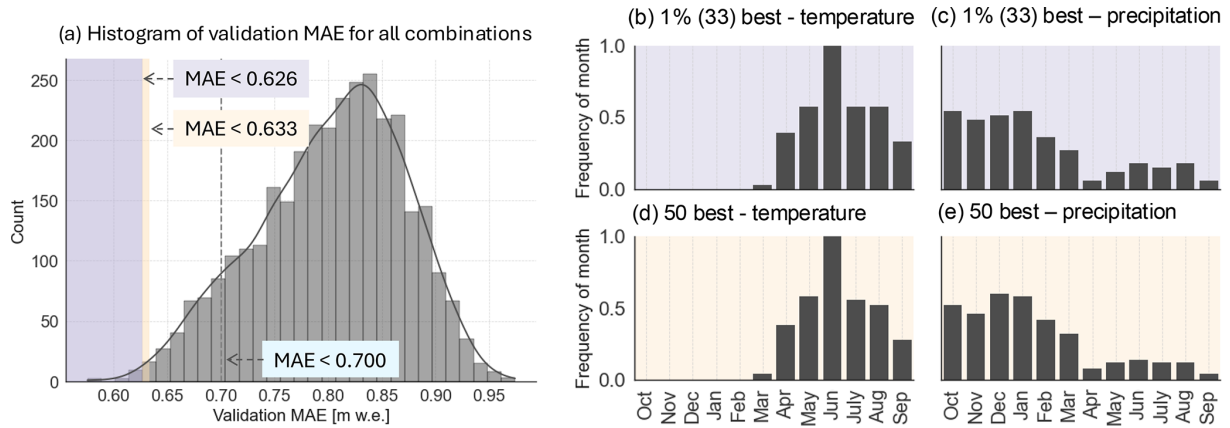 (a) Histogram of validation MAE for all combinations
250
200
150
100
50
0
Count
MAE < 0.626
MAE < 0.633
MAE < 0.700
0.60 0.65 0.70 0.75 0.80 0.85 0.90 0.95
Validation MAE [m w.e.]
(b) 1% (33) best - temperature
1.0
0.5
0.0
Frequency of month
(c) 1% (33) best – precipitation
(d) 50 best - temperature
1.0
0.5
0.0
Frequency of month
Oct Nov Dec Jan Feb Mar Apr May Jun July Aug Sep
(e) 50 best – precipitation
Oct Nov Dec Jan Feb Mar Apr May Jun July Aug Sep